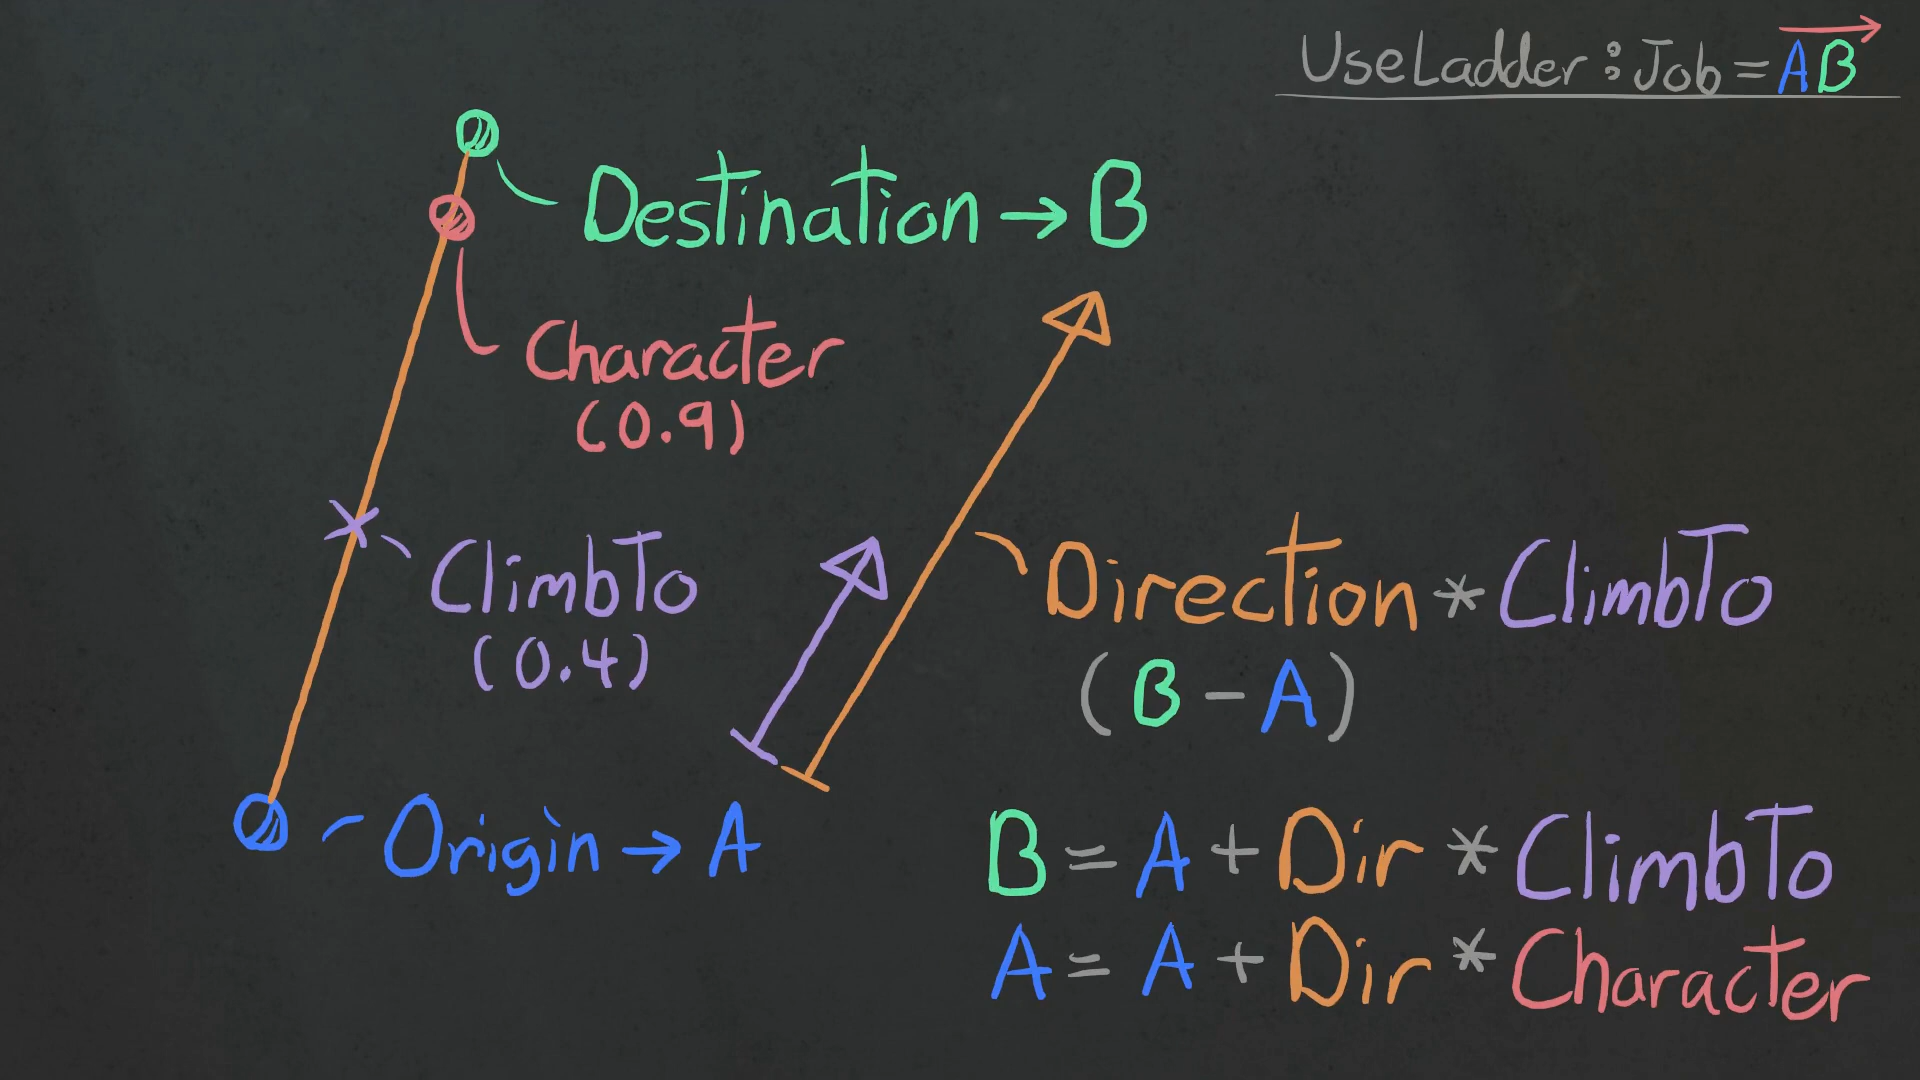 UseLadder : Job = AB
Destination → B
Character
(0.9)
ClimbTo
(0.4)
Direction * ClimbTo
(B - A)
Origin → A
B = A + Dir * ClimbTo
A = A + Dir * Character